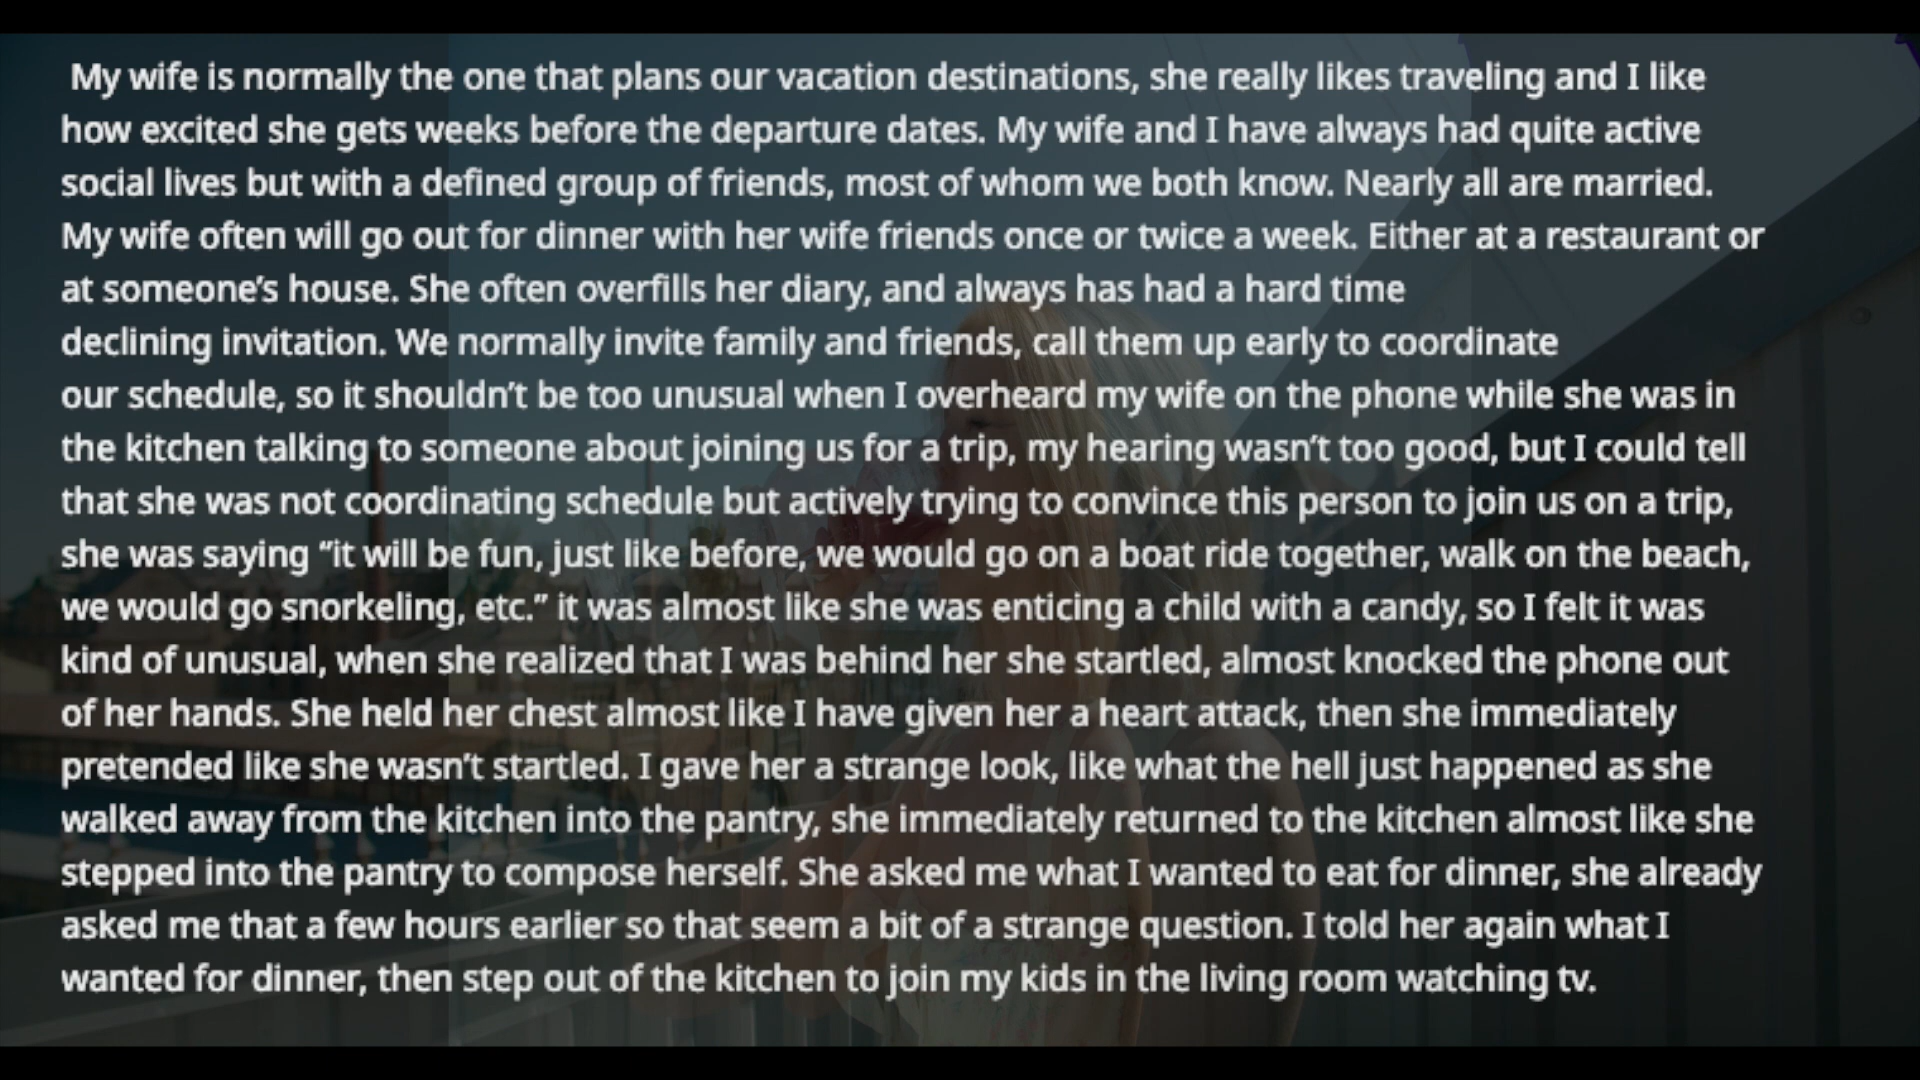 My wife is normally the one that plans our vacation destinations, she really likes traveling and I like
how excited she gets weeks before the departure dates. My wife and I have always had quite active
social lives but with a defined group of friends, most of whom we both know. Nearly all are married.
My wife often will go out for dinner with her wife friends once or twice a week. Either at a restaurant or
at someone’s house. She often overfills her diary, and always has had a hard time
declining invitation. We normally invite family and friends, call them up early to coordinate
our schedule, so it shouldn’t be too unusual when I overheard my wife on the phone while she was in
the kitchen talking to someone about joining us for a trip, my hearing wasn’t too good, but I could tell
that she was not coordinating schedule but actively trying to convince this person to join us on a trip,
she was saying “it will be fun, just like before, we would go on a boat ride together, walk on the beach,
we would go snorkeling, etc.” it was almost like she was enticing a child with a candy, so I felt it was
kind of unusual, when she realized that I was behind her she startled, almost knocked the phone out
of her hands. She held her chest almost like I have given her a heart attack, then she immediately
pretended like she wasn’t startled. I gave her a strange look, like what the hell just happened as she
walked away from the kitchen into the pantry, she immediately returned to the kitchen almost like she
stepped into the pantry to compose herself. She asked me what I wanted to eat for dinner, she already
asked me that a few hours earlier so that seem a bit of a strange question. I told her again what I
wanted for dinner, then step out of the kitchen to join my kids in the living room watching tv.